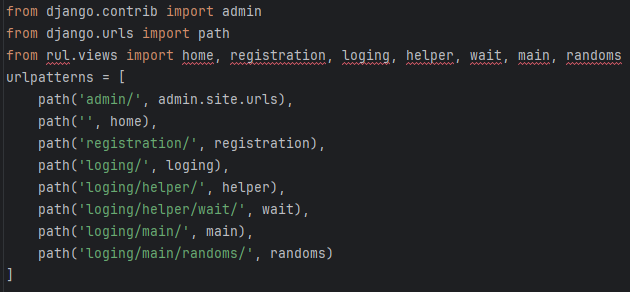 from django.contrib import admin
from django.urls import path
from rul.views import home, registration, loging, helper, wait, main, randoms
urlpatterns = [
    path('admin/', admin.site.urls),
    path('', home),
    path('registration/', registration),
    path('loging/', loging),
    path('loging/helper/', helper),
    path('loging/helper/wait/', wait),
    path('loging/main/', main),
    path('loging/main/randoms/', randoms)
]